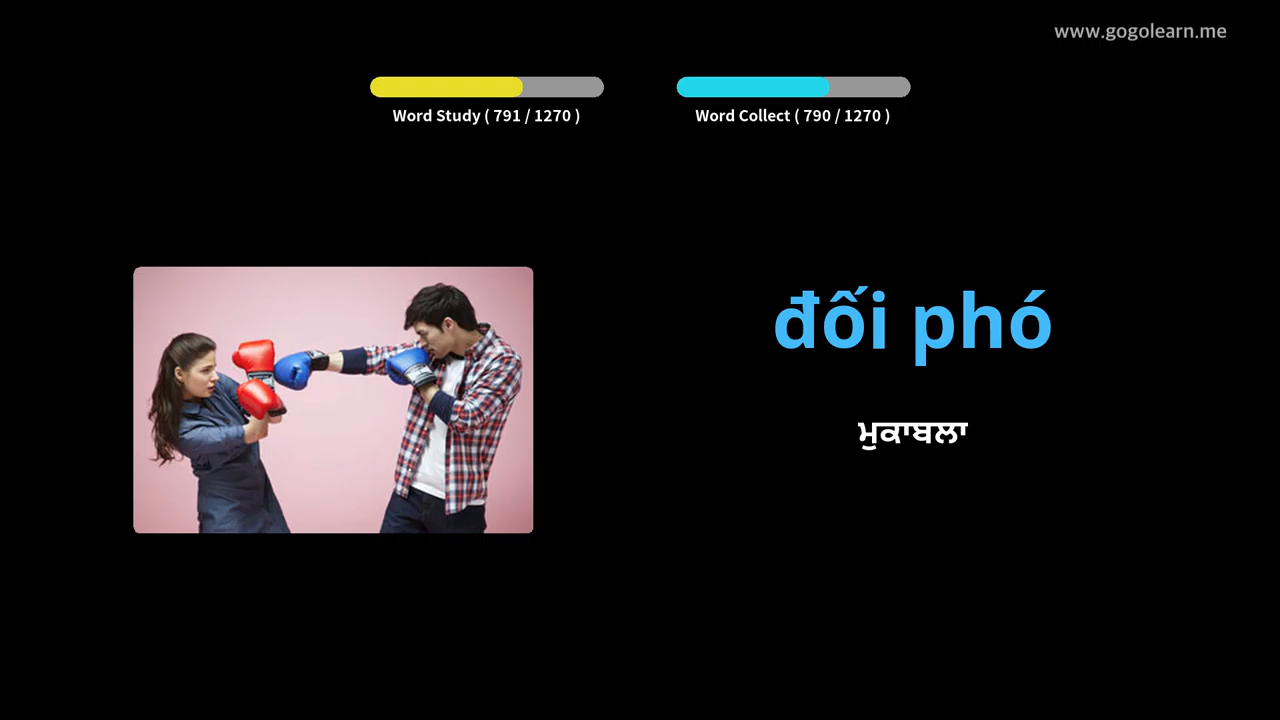 www.gogolearn.me
Word Study ( 791 / 1270 )
Word Collect ( 790 / 1270 )
đối phó
ਮੁਕਾਬਲਾ